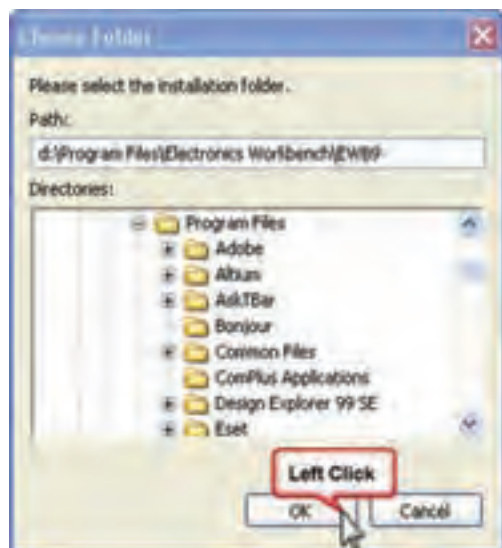 Choose Folder
Please select the installation folder.
Path:
d:\Program Files\Electronics Workbench\EWB9
Directories:
Program Files
Adobe
Altium
AskTBar
Bonjour
Common Files
ComPlus Applications
Design Explorer 99 SE
Eset
Left Click
OK
Cancel